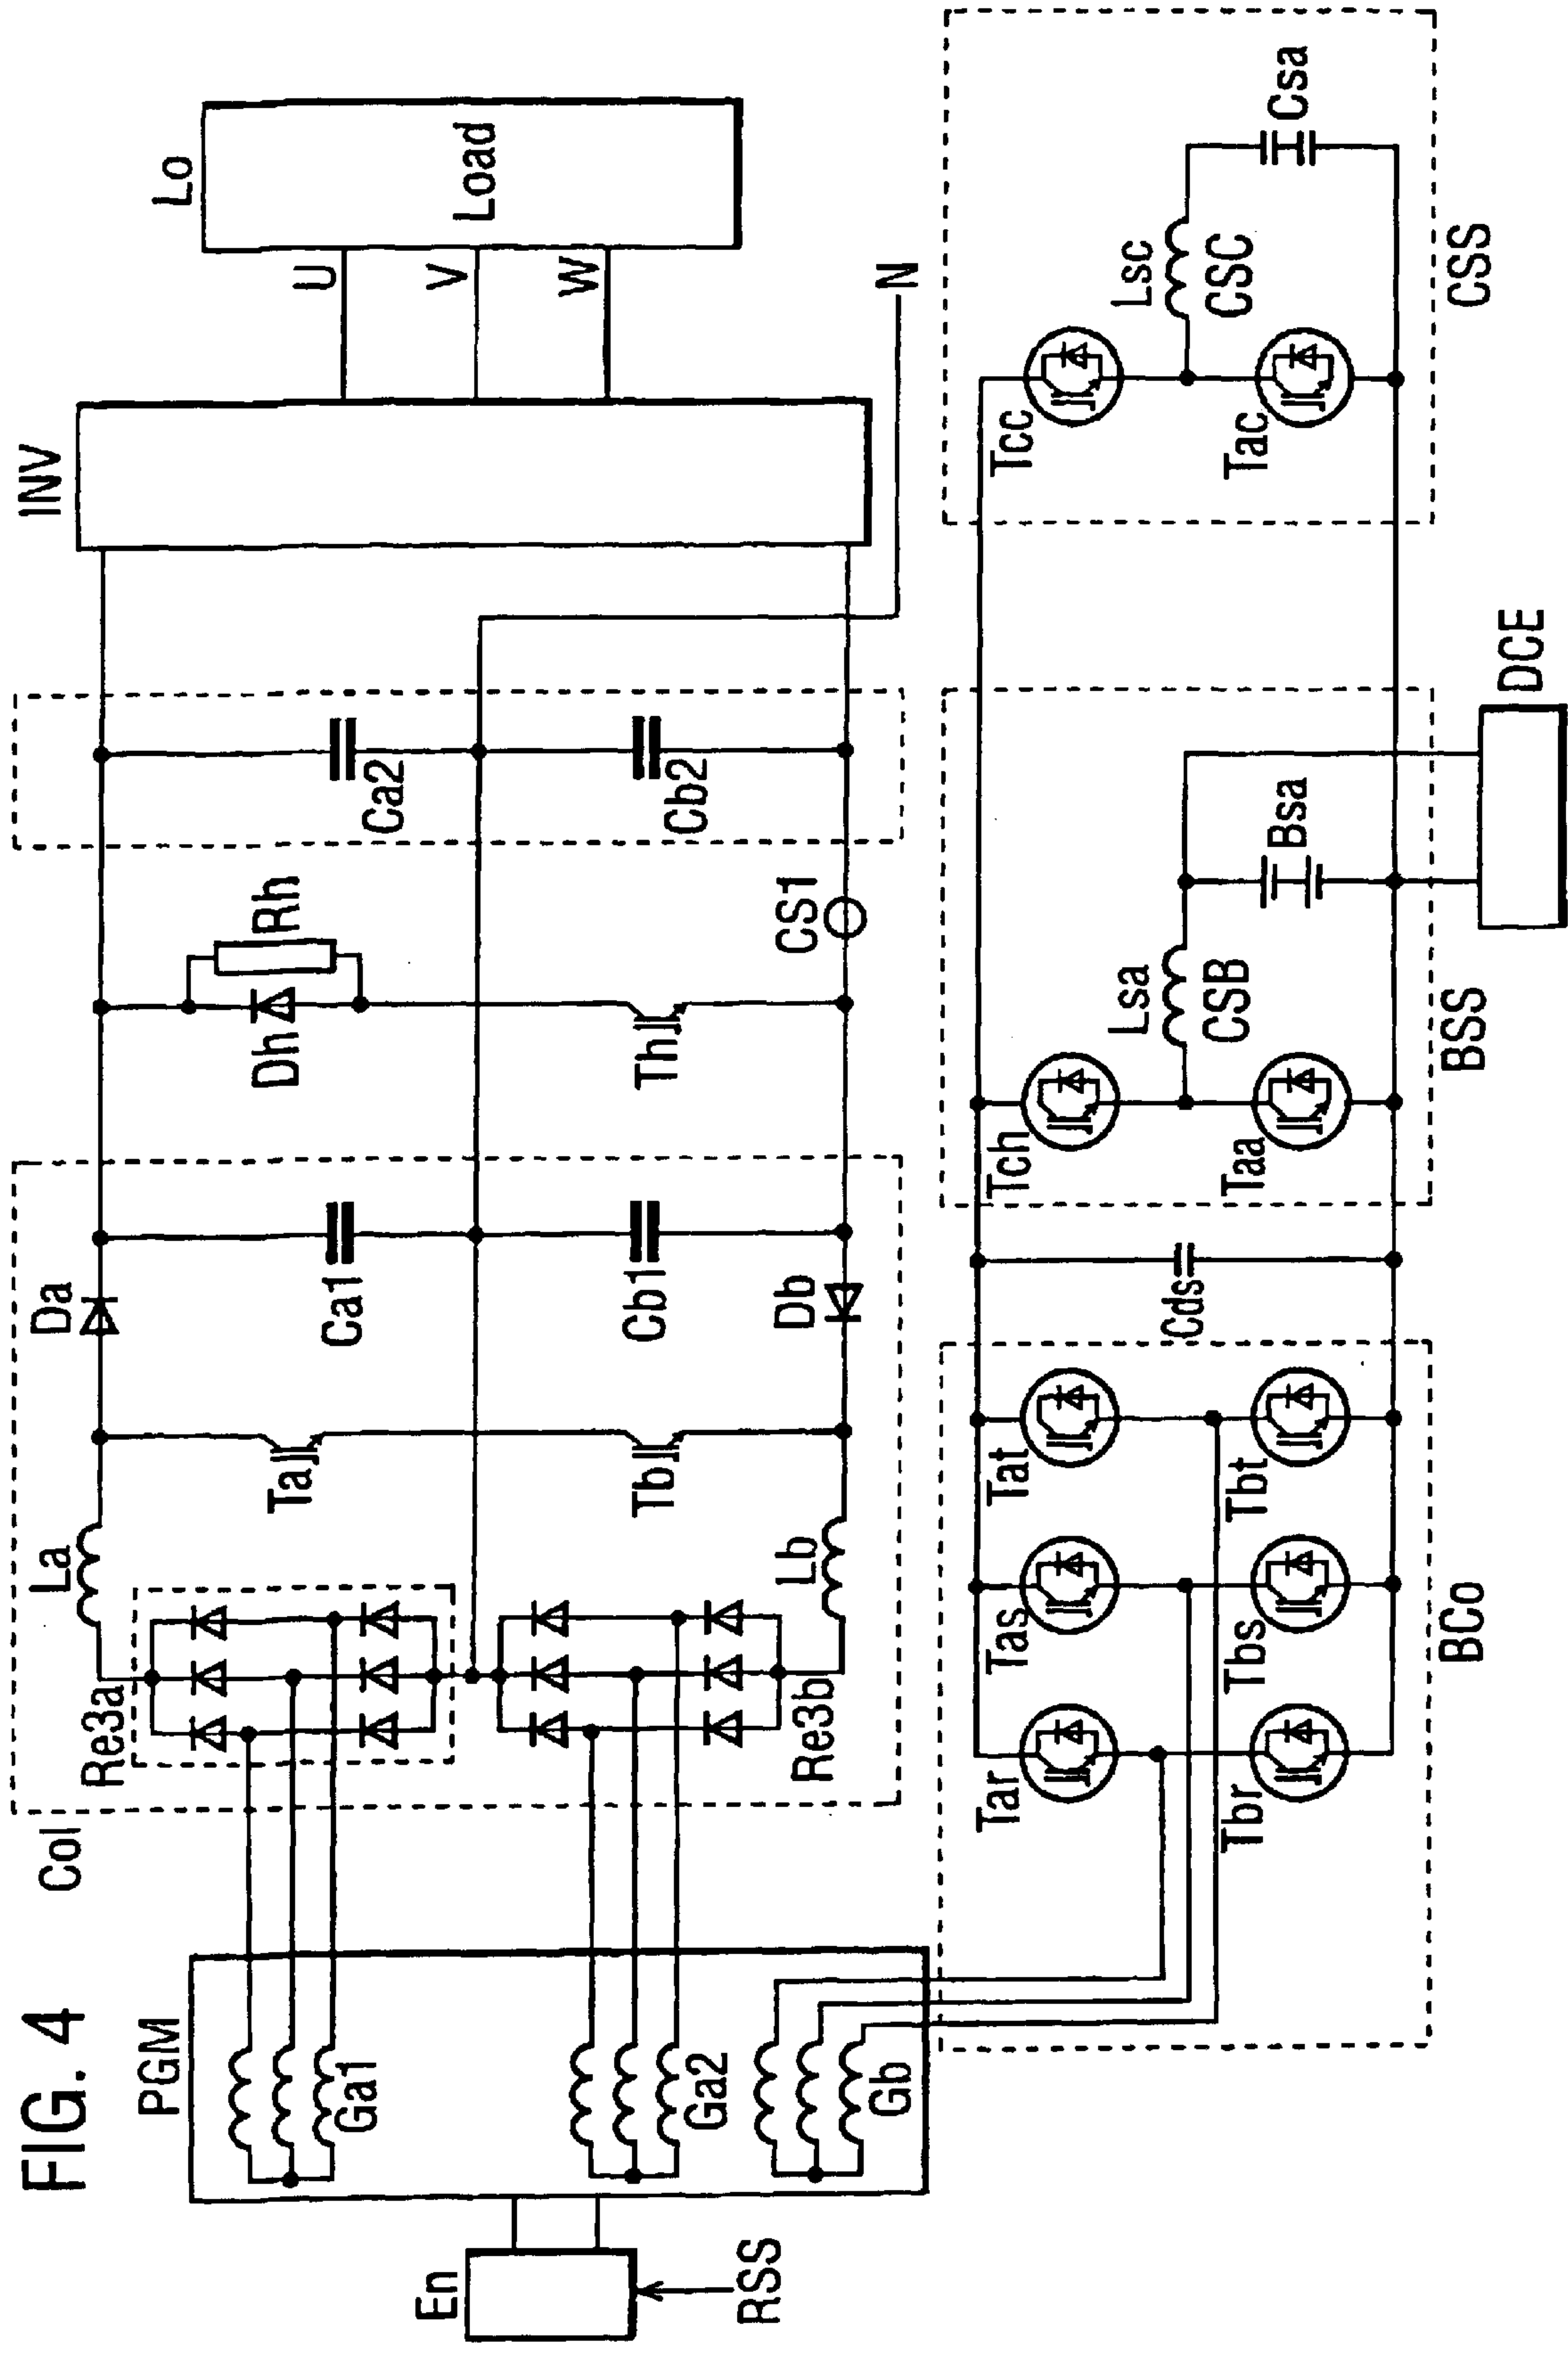 FIG. 4
INV
Lo
Load
U
V
W
N
Col
PGM
En
RSS
Ga1
Ga2
Gb
Re3a
Re3b
La
Lb
Ta
Tb
Da
Db
Ca1
Cb1
Dh
Rh
Th
CS1
Ca2
Cb2
BCo
Tar
Tas
Tat
Tbr
Tbs
Tbt
Cds
BSS
Tch
Taa
Lsa
CSB
Bsa
DCE
CSS
Tcc
Tac
Lsc
CSC
Csa